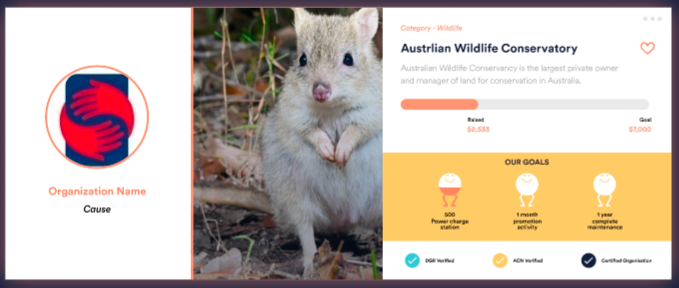 Organization Name
Cause
Category - Wildlife
Austrlian Wildlife Conservatory
Australian Wildlife Conservancy is the largest private owner
and manager of land for conservation in Australia.
Raised
$2,533
Goal
$7,000
OUR GOALS
500
Power charge
station
1 month
promotion
activity
1 year
complete
maintenance
DGR Verified
ACN Verified
Certified Organisation